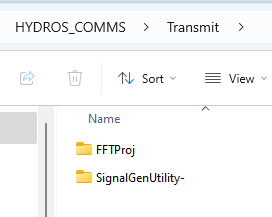 HYDROS_COMMS > Transmit >
Sort View
Name
FFTProj
SignalGenUtility-